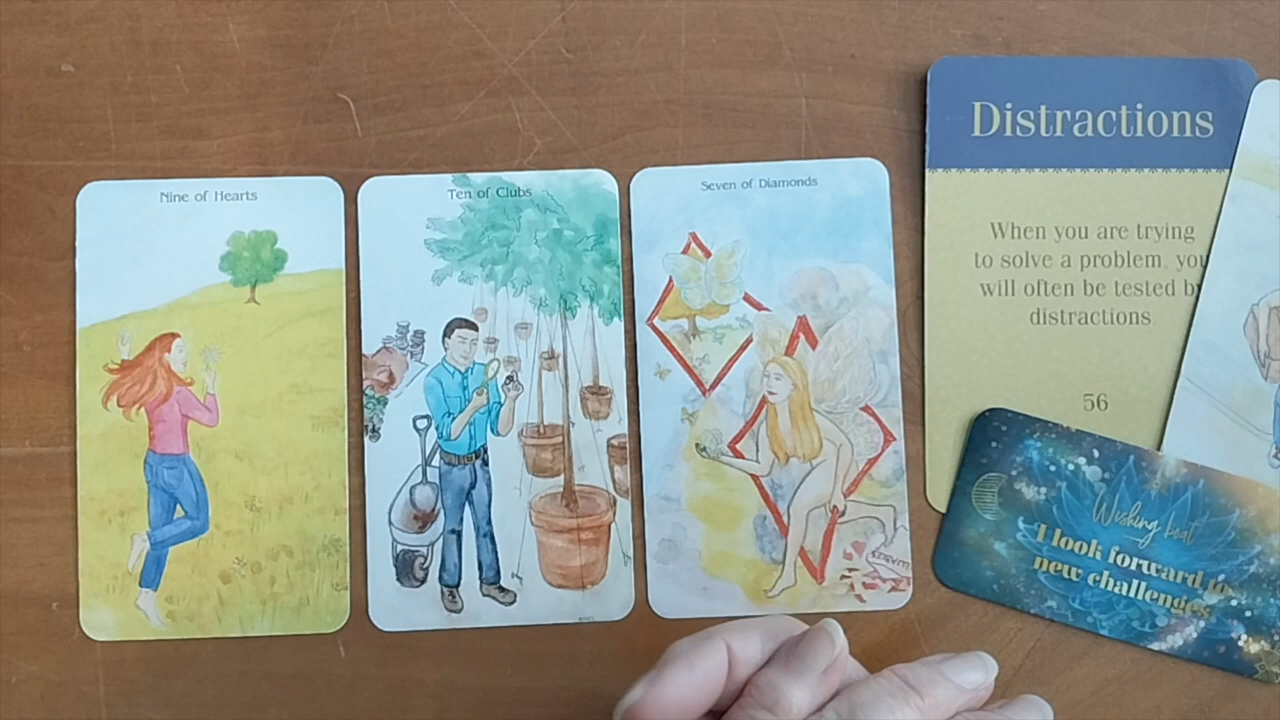 Nine of Hearts
Ten of Clubs
Seven of Diamonds
Distractions
When you are trying
to solve a problem, you
will often be tested by
distractions.
56
Wishing boat
I look forward to
new challenges